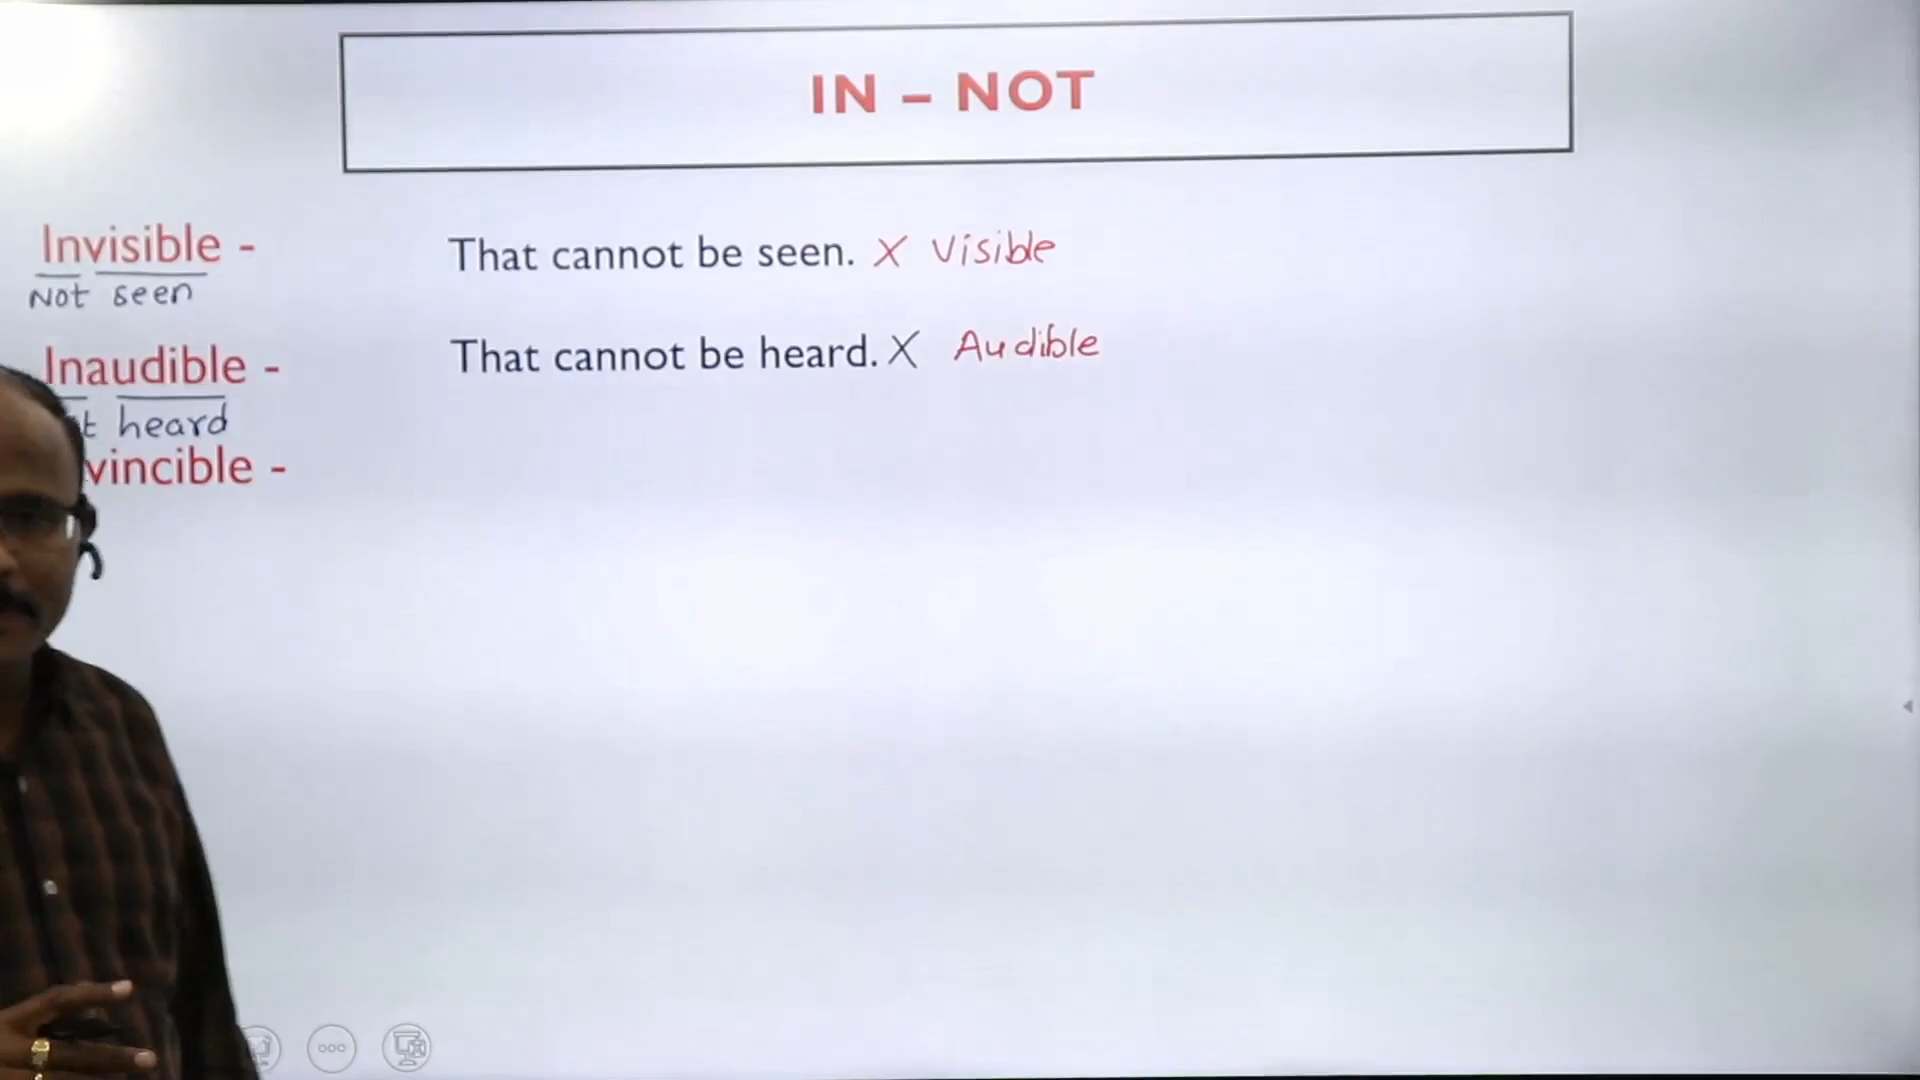 IN – NOT
Invisible - That cannot be seen. X Visible
Not seen
Inaudible - That cannot be heard. X Audible
t heard
vincible -